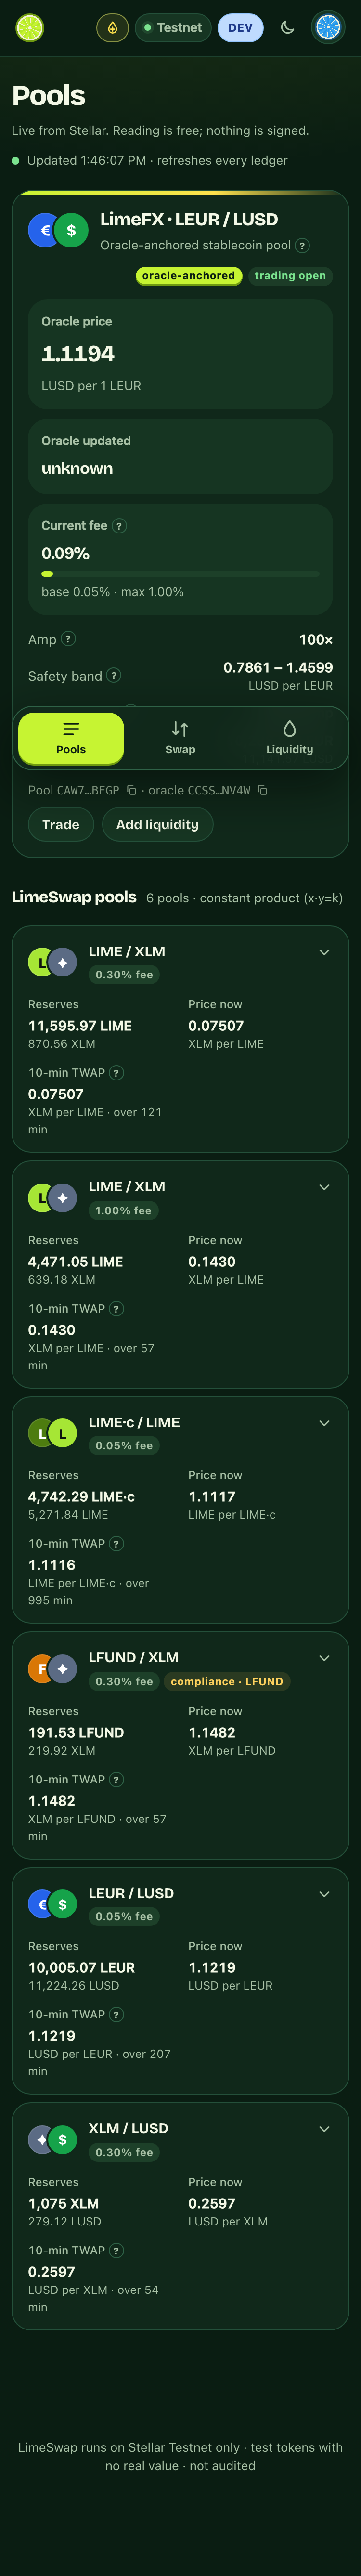 Testnet
DEV
Pools
Live from Stellar. Reading is free; nothing is signed.
Updated 1:46:07 PM · refreshes every ledger
€ $
LimeFX · LEUR / LUSD
Oracle-anchored stablecoin pool ?
oracle-anchored trading open
Oracle price
1.1194
LUSD per 1 LEUR
Oracle updated
unknown
Current fee ?
0.09%
base 0.05% · max 1.00%
Amp ? 100×
Safety band ? 0.7861 – 1.4599
LUSD per LEUR
Pools Swap Liquidity
Pool CAW7…BEGP · oracle CCSS…NV4W
Trade Add liquidity
LimeSwap pools 6 pools · constant product (x·y=k)
L
LIME / XLM
0.30% fee
Reserves Price now
11,595.97 LIME 0.07507
870.56 XLM XLM per LIME
10-min TWAP ?
0.07507
XLM per LIME · over 121
min
L
LIME / XLM
1.00% fee
Reserves Price now
4,471.05 LIME 0.1430
639.18 XLM XLM per LIME
10-min TWAP ?
0.1430
XLM per LIME · over 57
min
L L
LIME·c / LIME
0.05% fee
Reserves Price now
4,742.29 LIME·c 1.1117
5,271.84 LIME LIME per LIME·c
10-min TWAP ?
1.1116
LIME per LIME·c · over
995 min
F
LFUND / XLM
0.30% fee compliance · LFUND
Reserves Price now
191.53 LFUND 1.1482
219.92 XLM XLM per LFUND
10-min TWAP ?
1.1482
XLM per LFUND · over 57
min
€ $
LEUR / LUSD
0.05% fee
Reserves Price now
10,005.07 LEUR 1.1219
11,224.26 LUSD LUSD per LEUR
10-min TWAP ?
1.1219
LUSD per LEUR · over 207
min
$
XLM / LUSD
0.30% fee
Reserves Price now
1,075 XLM 0.2597
279.12 LUSD LUSD per XLM
10-min TWAP ?
0.2597
LUSD per XLM · over 54
min
LimeSwap runs on Stellar Testnet only · test tokens with
no real value · not audited